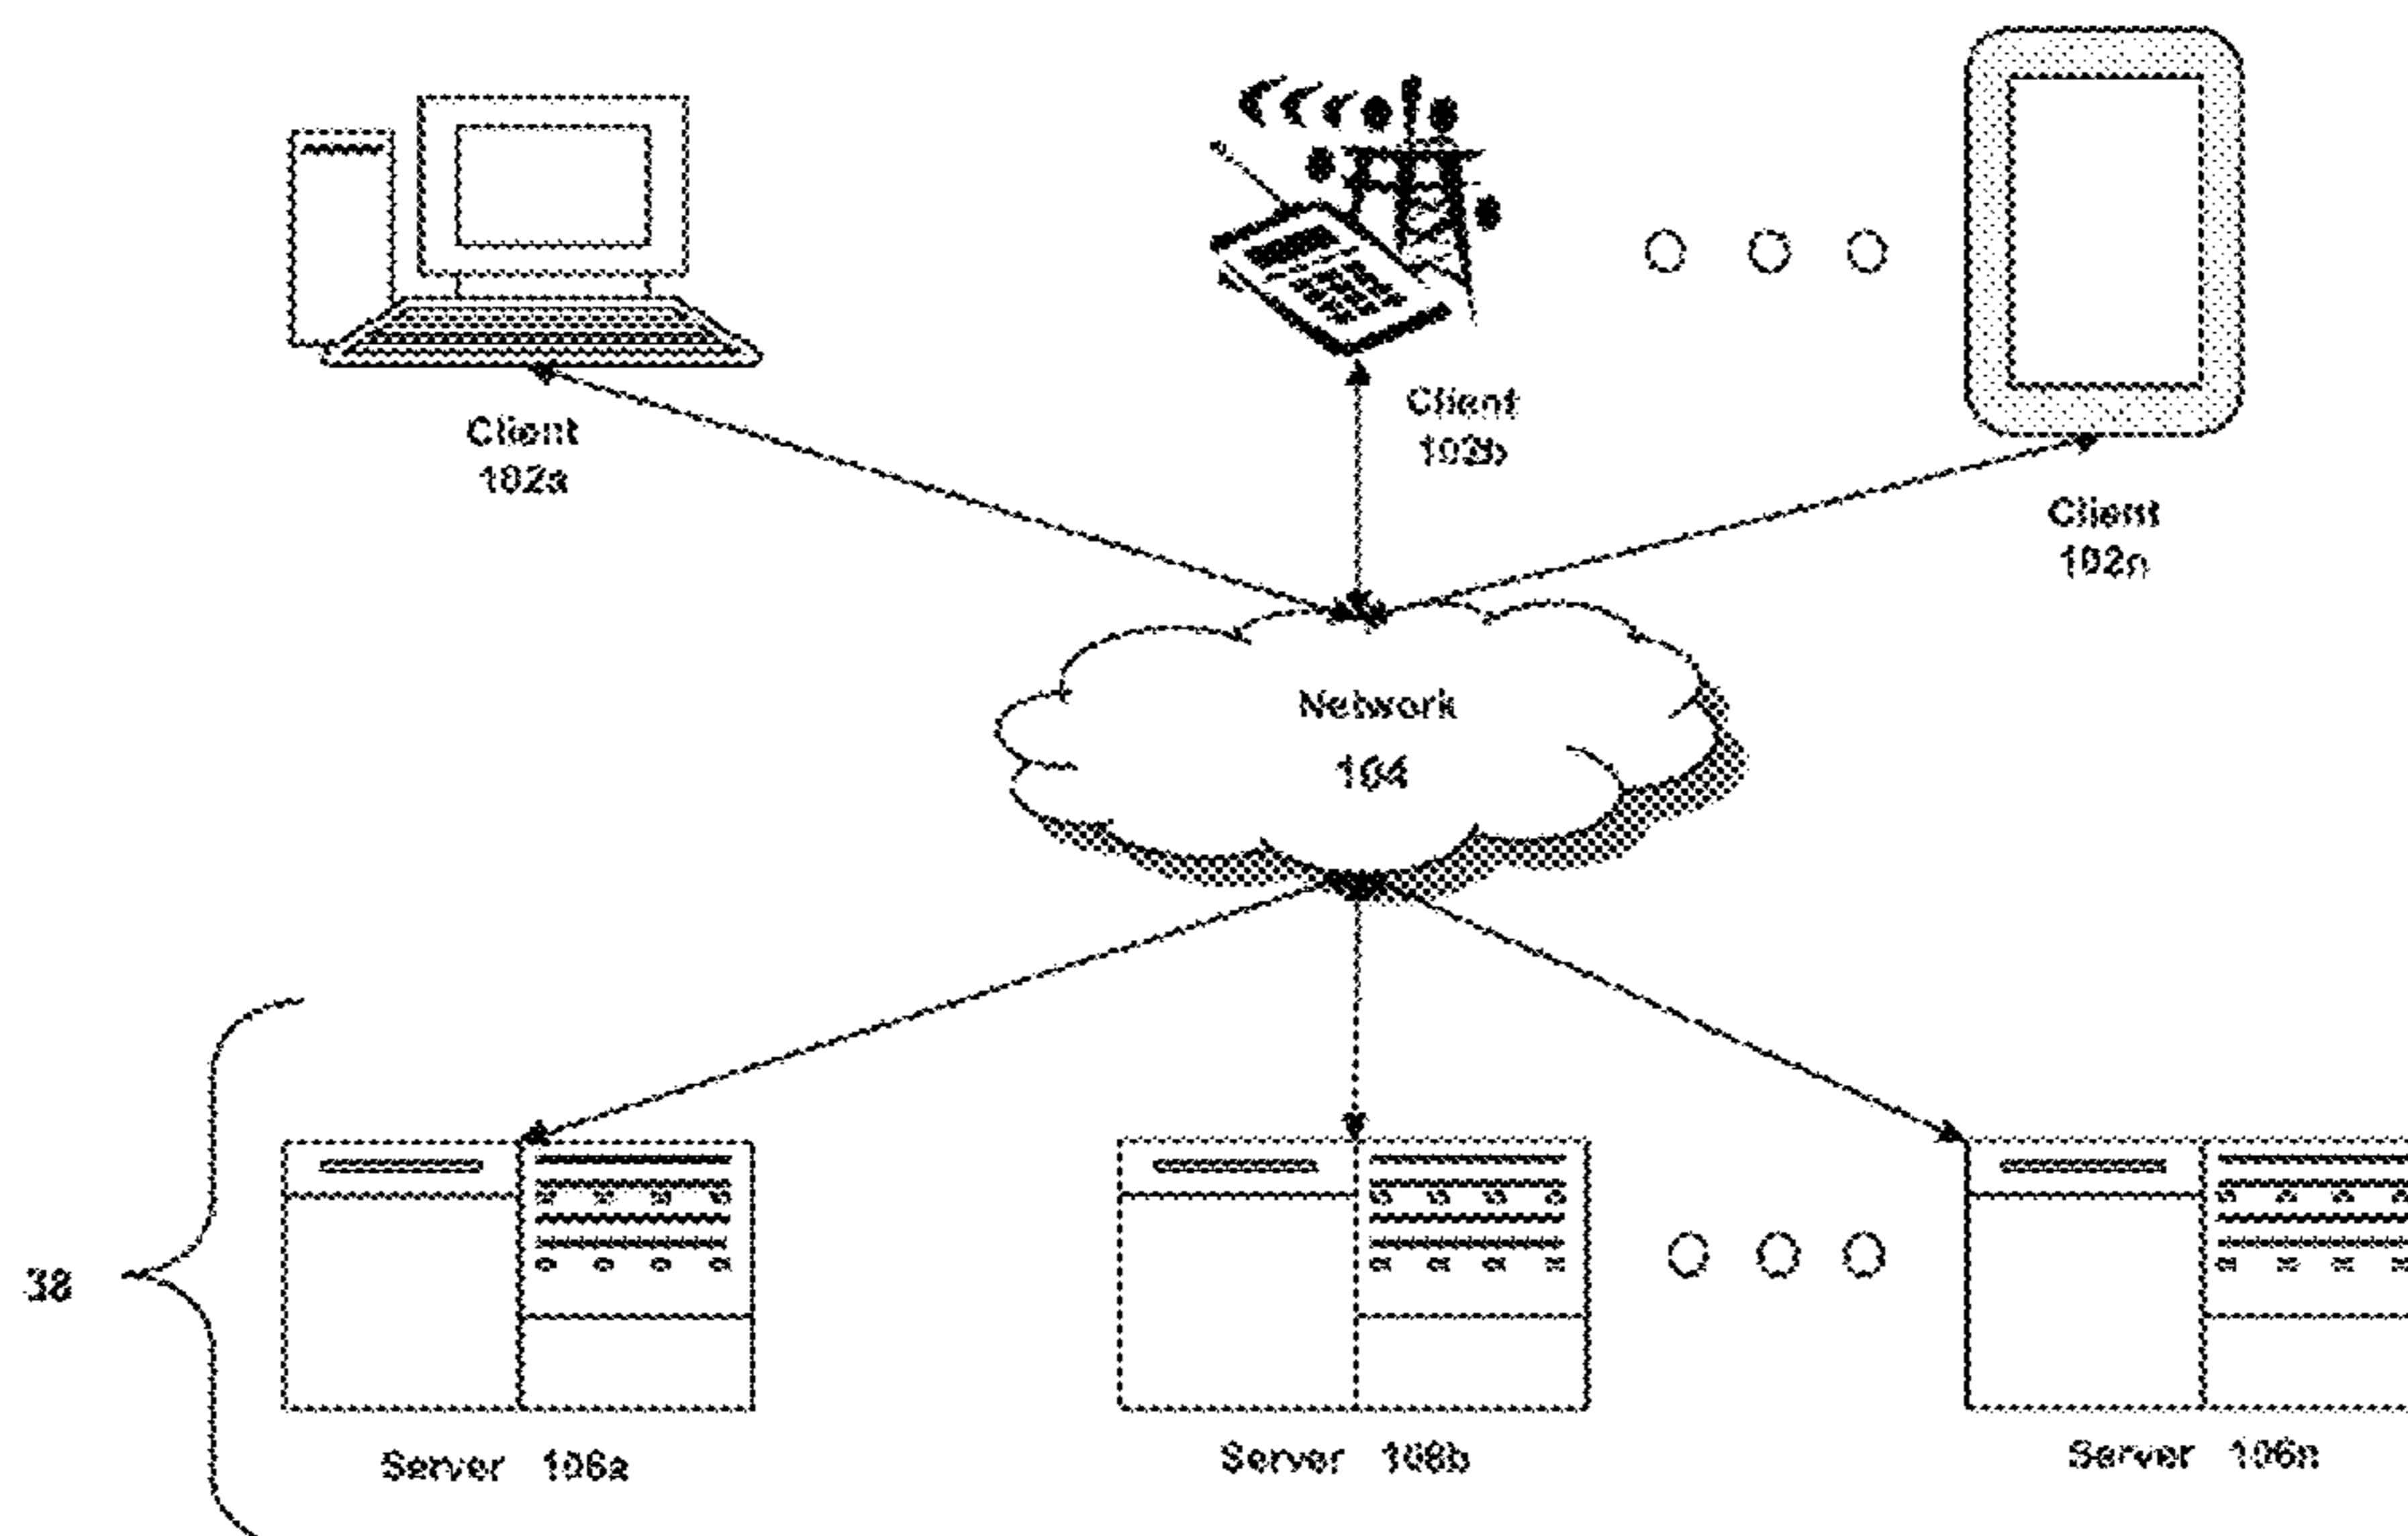 Client
102a
Client
102b
Client
102n
Network
104
38
Server 106a
Server 106b
Server 106n